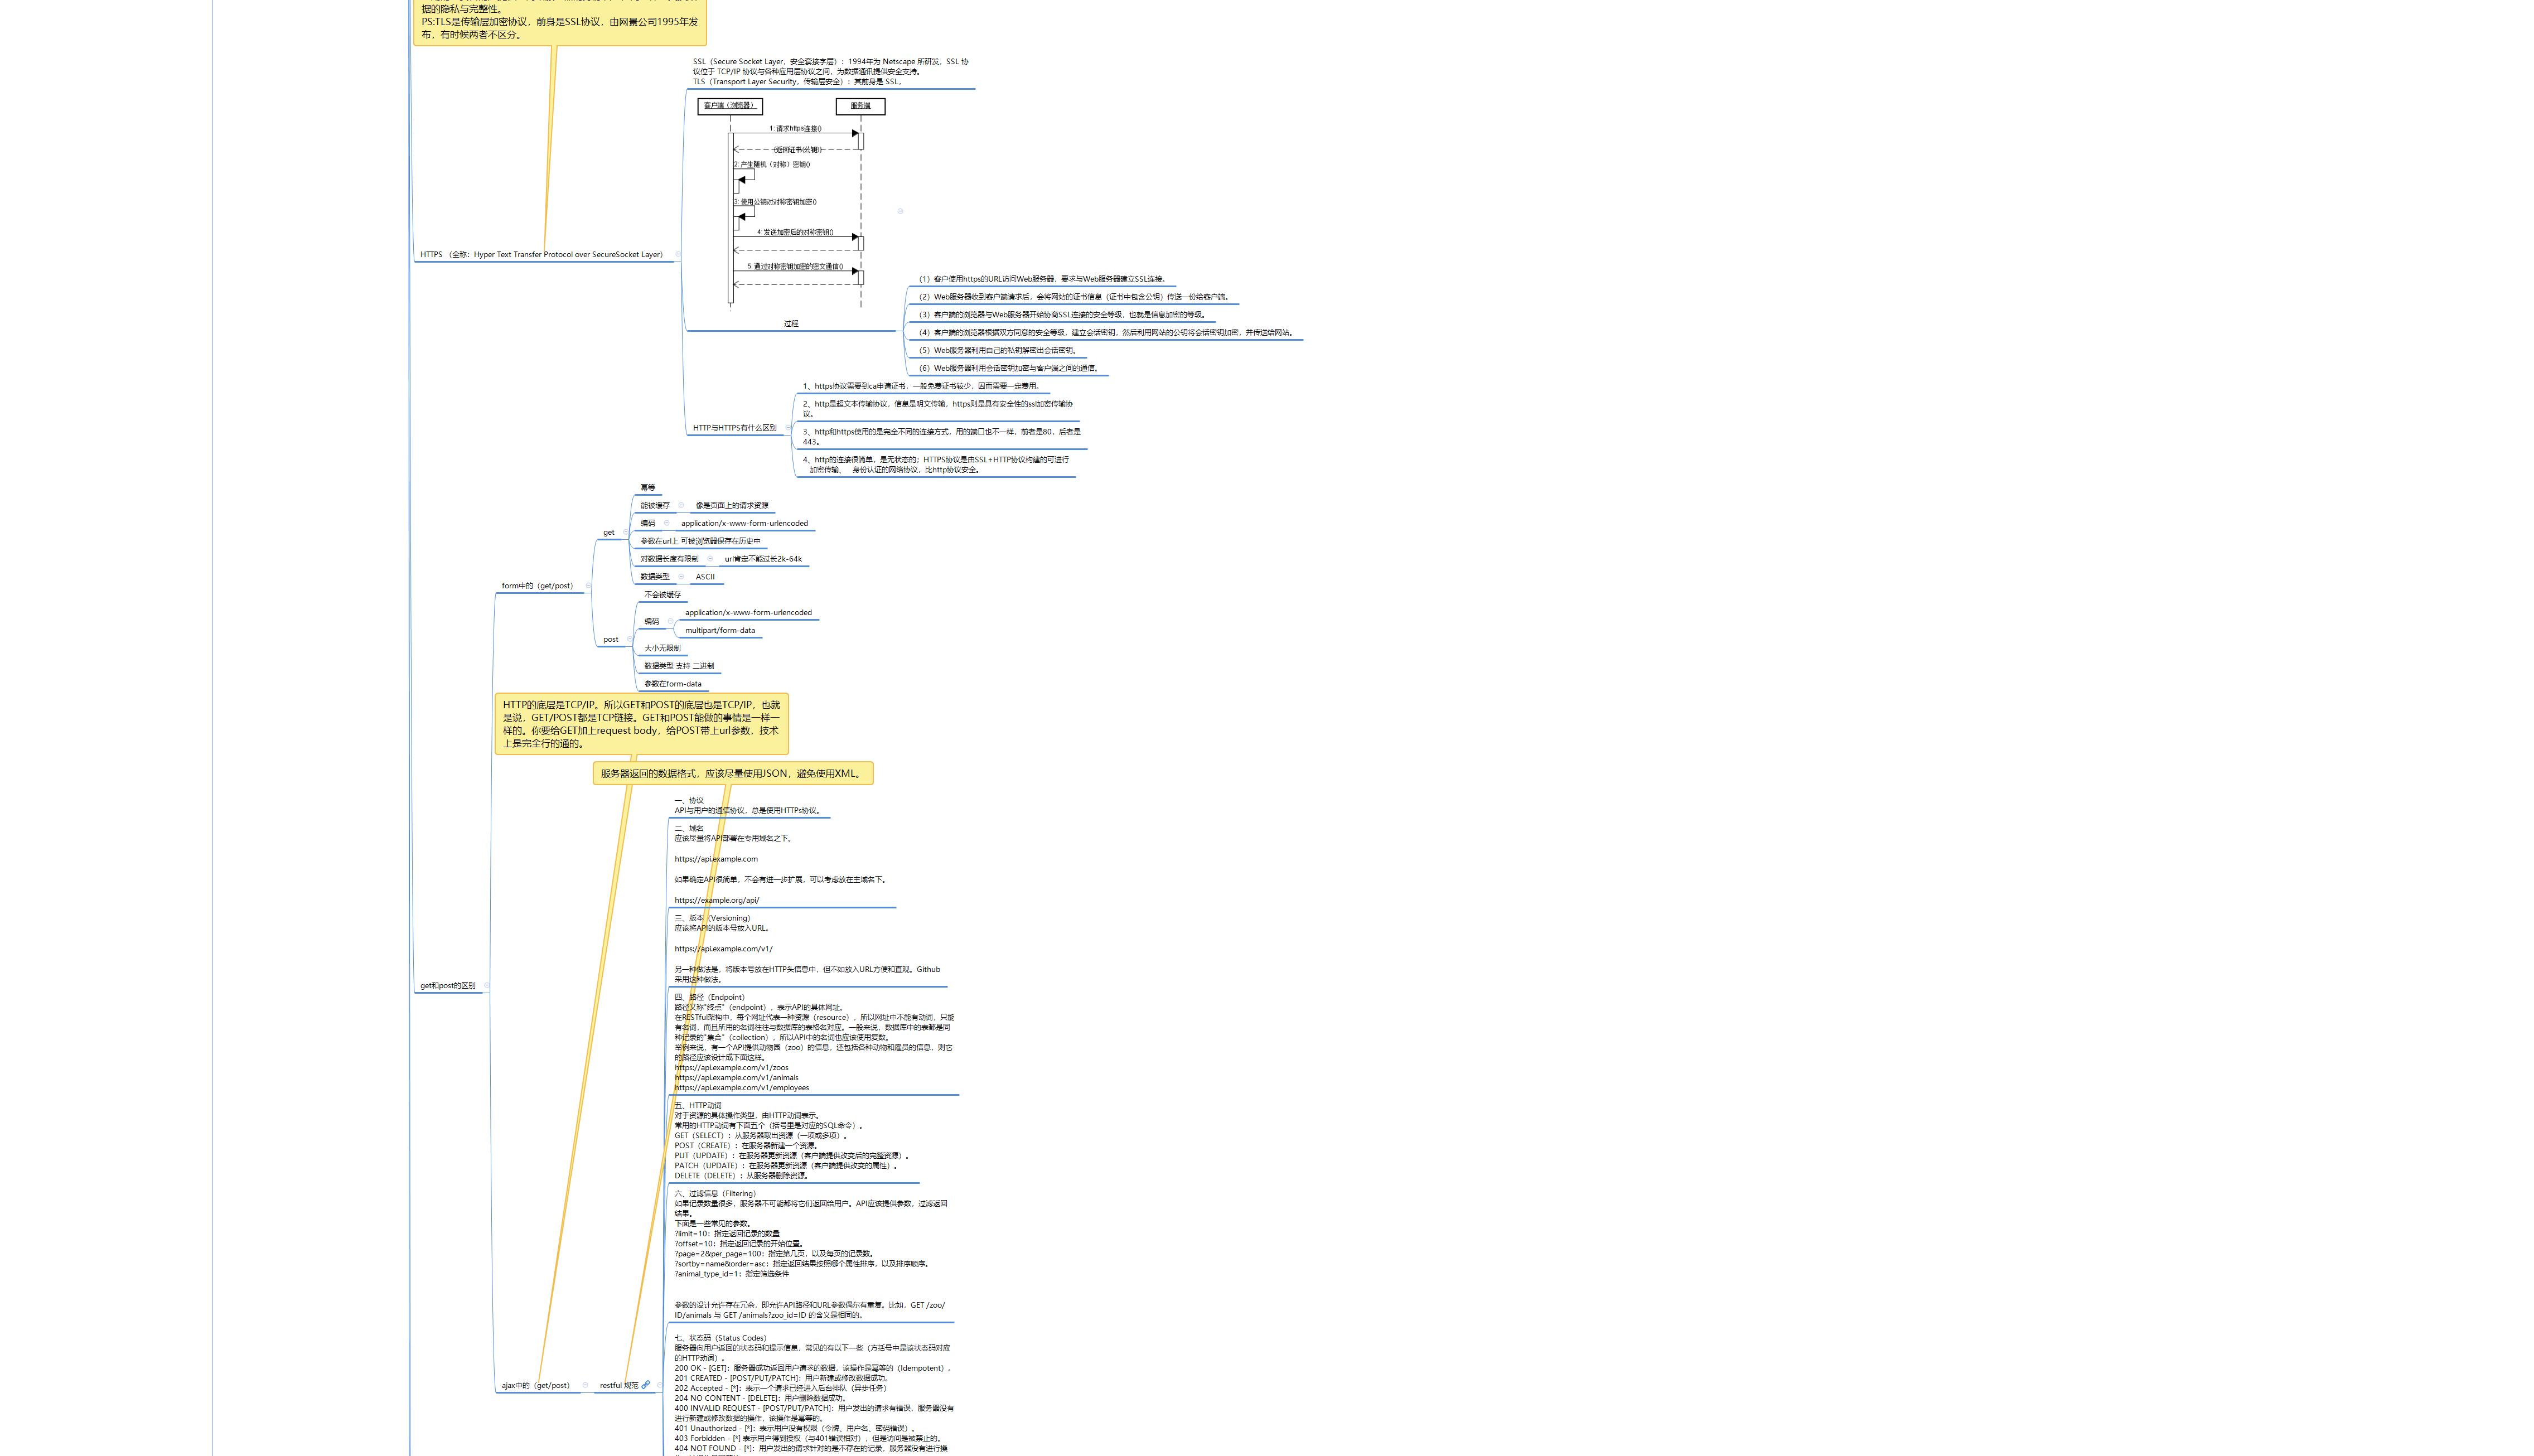 据的隐私与完整性。
PS:TLS是传输层加密协议，前身是SSL协议，由网景公司1995年发
布，有时候两者不区分。
SSL（Secure Socket Layer，安全套接字层）：1994年为 Netscape 所研发，SSL 协
议位于 TCP/IP 协议与各种应用层协议之间，为数据通讯提供安全支持。
TLS（Transport Layer Security，传输层安全）：其前身是 SSL，
客户端（浏览器）
服务端
1: 请求https连接()
(返回证书(公钥))
2: 产生随机（对称）密钥()
3: 使用公钥对对称密钥加密()
4: 发送加密后的对称密钥()
5: 通过对称密钥加密的密文通信()
HTTPS （全称：Hyper Text Transfer Protocol over SecureSocket Layer）
过程
（1）客户使用https的URL访问Web服务器，要求与Web服务器建立SSL连接。
（2）Web服务器收到客户端请求后，会将网站的证书信息（证书中包含公钥）传送一份给客户端。
（3）客户端的浏览器与Web服务器开始协商SSL连接的安全等级，也就是信息加密的等级。
（4）客户端的浏览器根据双方同意的安全等级，建立会话密钥，然后利用网站的公钥将会话密钥加密，并传送给网站。
（5）Web服务器利用自己的私钥解密出会话密钥。
（6）Web服务器利用会话密钥加密与客户端之间的通信。
HTTP与HTTPS有什么区别
1、https协议需要到ca申请证书，一般免费证书较少，因而需要一定费用。
2、http是超文本传输协议，信息是明文传输，https则是具有安全性的ssl加密传输协
议。
3、http和https使用的是完全不同的连接方式，用的端口也不一样，前者是80，后者是
443。
4、http的连接很简单，是无状态的；HTTPS协议是由SSL+HTTP协议构建的可进行
加密传输、 身份认证的网络协议，比http协议安全。
get和post的区别
form中的（get/post）
get
幂等
能被缓存
像是页面上的请求资源
编码
application/x-www-form-urlencoded
参数在url上 可被浏览器保存在历史中
对数据长度有限制
url肯定不能过长2k-64k
数据类型
ASCII
post
不会被缓存
编码
application/x-www-form-urlencoded
multipart/form-data
大小无限制
数据类型 支持 二进制
参数在form-data
HTTP的底层是TCP/IP。所以GET和POST的底层也是TCP/IP，也就
是说，GET/POST都是TCP链接。GET和POST能做的事情是一样一
样的。你要给GET加上request body，给POST带上url参数，技术
上是完全行的通的。
服务器返回的数据格式，应该尽量使用JSON，避免使用XML。
ajax中的（get/post）
restful 规范
一、协议
API与用户的通信协议，总是使用HTTPs协议。
二、域名
应该尽量将API部署在专用域名之下。
https://api.example.com
如果确定API很简单，不会有进一步扩展，可以考虑放在主域名下。
https://example.org/api/
三、版本（Versioning）
应该将API的版本号放入URL。
https://api.example.com/v1/
另一种做法是，将版本号放在HTTP头信息中，但不如放入URL方便和直观。Github
采用这种做法。
四、路径（Endpoint）
路径又称"终点"（endpoint），表示API的具体网址。
在RESTful架构中，每个网址代表一种资源（resource），所以网址中不能有动词，只能
有名词，而且所用的名词往往与数据库的表格名对应。一般来说，数据库中的表都是同
种记录的"集合"（collection），所以API中的名词也应该使用复数。
举例来说，有一个API提供动物园（zoo）的信息，还包括各种动物和雇员的信息，则它
的路径应该设计成下面这样。
https://api.example.com/v1/zoos
https://api.example.com/v1/animals
https://api.example.com/v1/employees
五、HTTP动词
对于资源的具体操作类型，由HTTP动词表示。
常用的HTTP动词有下面五个（括号里是对应的SQL命令）。
GET（SELECT）：从服务器取出资源（一项或多项）。
POST（CREATE）：在服务器新建一个资源。
PUT（UPDATE）：在服务器更新资源（客户端提供改变后的完整资源）。
PATCH（UPDATE）：在服务器更新资源（客户端提供改变的属性）。
DELETE（DELETE）：从服务器删除资源。
六、过滤信息（Filtering）
如果记录数量很多，服务器不可能都将它们返回给用户。API应该提供参数，过滤返回
结果。
下面是一些常见的参数。
?limit=10：指定返回记录的数量
?offset=10：指定返回记录的开始位置。
?page=2&per_page=100：指定第几页，以及每页的记录数。
?sortby=name&order=asc：指定返回结果按照哪个属性排序，以及排序顺序。
?animal_type_id=1：指定筛选条件
参数的设计允许存在冗余，即允许API路径和URL参数偶尔有重复。比如，GET /zoo/
ID/animals 与 GET /animals?zoo_id=ID 的含义是相同的。
七、状态码（Status Codes）
服务器向用户返回的状态码和提示信息，常见的有以下一些（方括号中是该状态码对应
的HTTP动词）。
200 OK - [GET]：服务器成功返回用户请求的数据，该操作是幂等的（Idempotent）。
201 CREATED - [POST/PUT/PATCH]：用户新建或修改数据成功。
202 Accepted - [*]：表示一个请求已经进入后台排队（异步任务）
204 NO CONTENT - [DELETE]：用户删除数据成功。
400 INVALID REQUEST - [POST/PUT/PATCH]：用户发出的请求有错误，服务器没有
进行新建或修改数据的操作，该操作是幂等的。
401 Unauthorized - [*]：表示用户没有权限（令牌、用户名、密码错误）。
403 Forbidden - [*] 表示用户得到授权（与401错误相对），但是访问是被禁止的。
404 NOT FOUND - [*]：用户发出的请求针对的是不存在的记录，服务器没有进行操